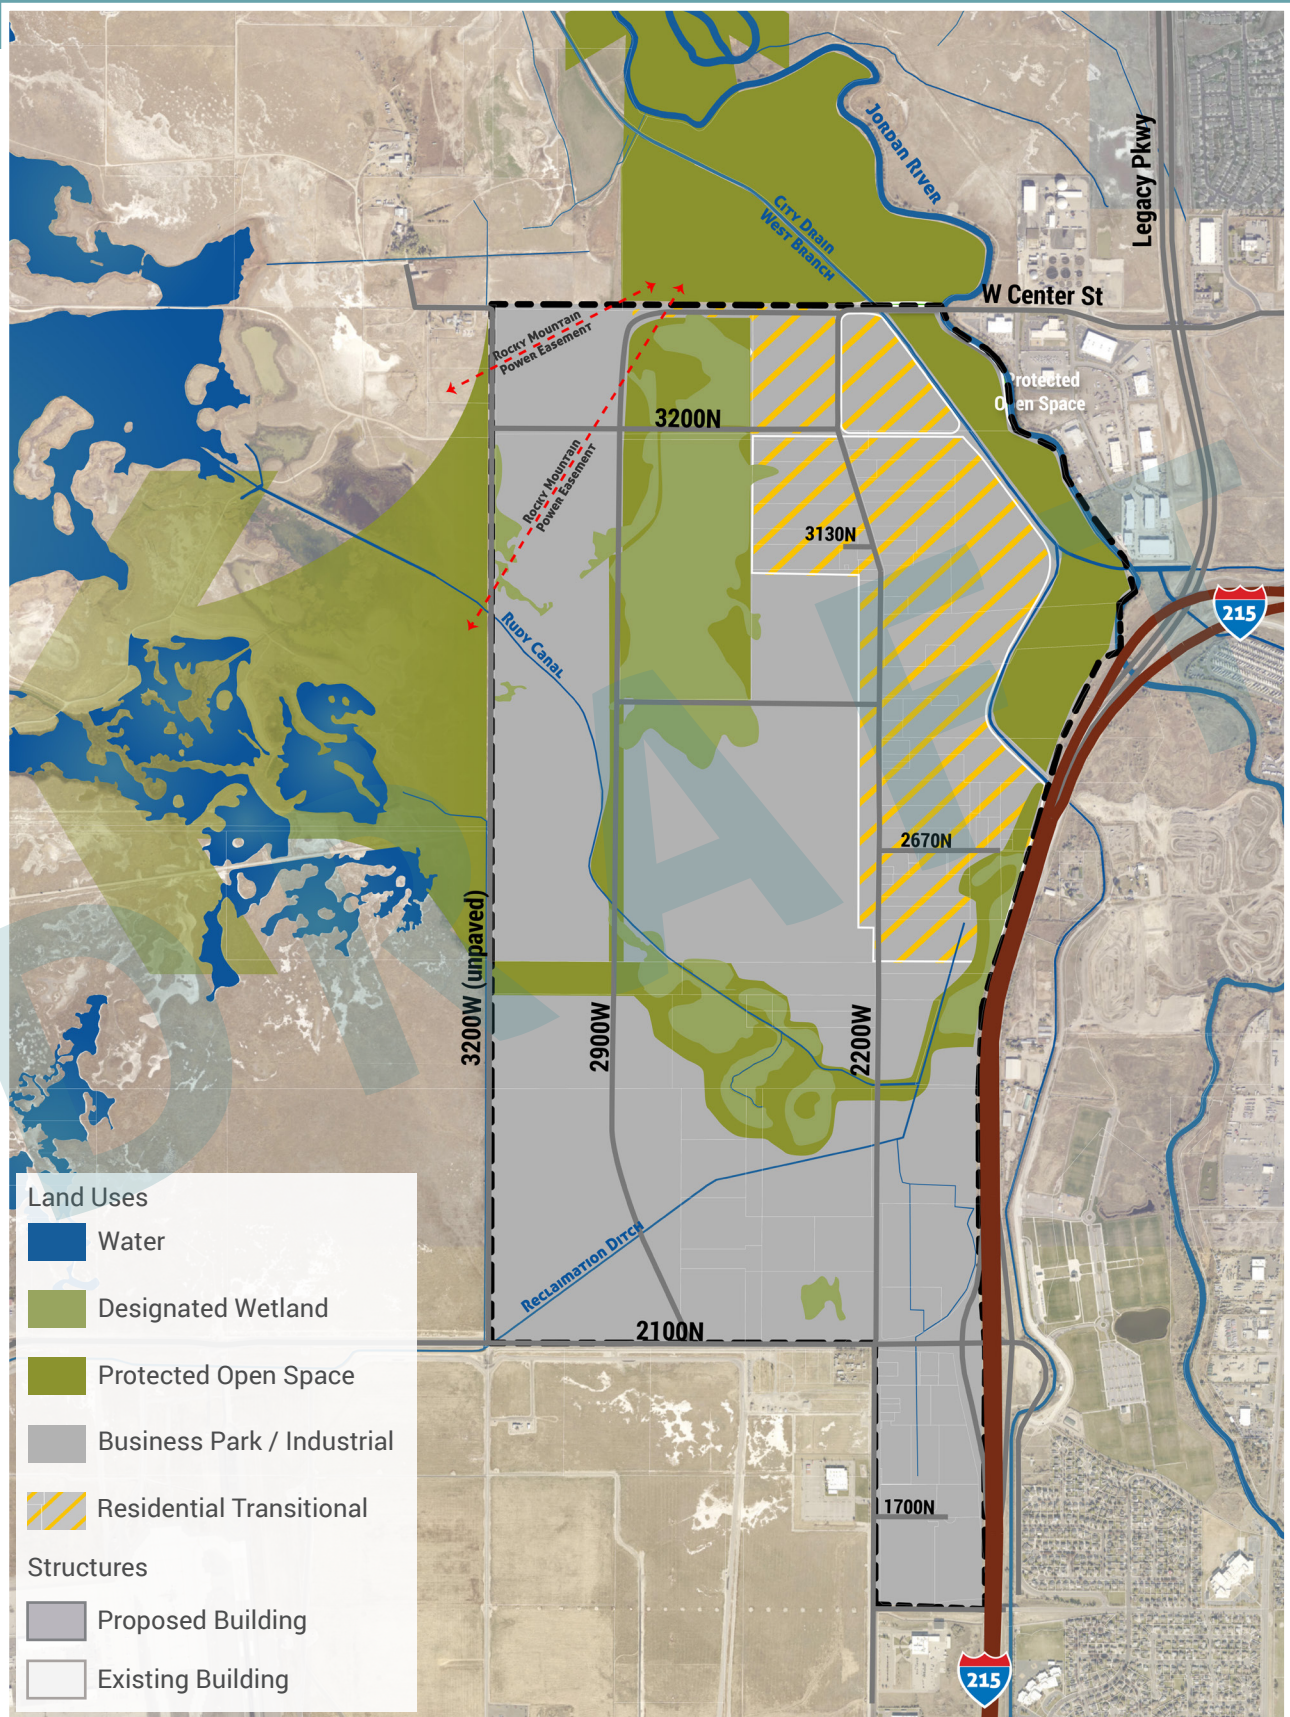 JORDAN RIVER
Legacy Pkwy
CITY DRAIN
WEST BRANCH
W Center St
ROCKY MOUNTAIN
POWER EASEMENT
Protected
Open Space
3200N
ROCKY MOUNTAIN
POWER EASEMENT
3130N
215
RUDY CANAL
DRAFT
2670N
3200W (unpaved)
2900W
2200W
RECLAIMATION DITCH
2100N
1700N
215
Land Uses
Water
Designated Wetland
Protected Open Space
Business Park / Industrial
Residential Transitional
Structures
Proposed Building
Existing Building